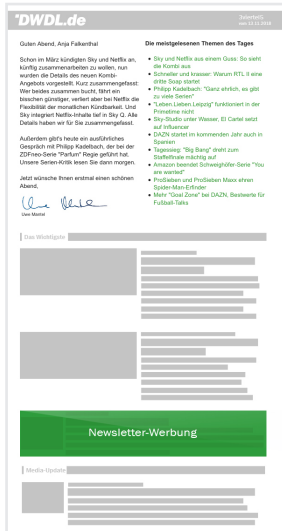 *DWDL.de
JolantaIG
von 13.11.2018
Guten Abend, Anja Falkenthal
Schon im März kündigten Sky und Netflix an,
künftig zusammenarbeiten zu wollen, nun
wurden die Details des neuen Kombi-
Angebots vorgestellt. Kurz zusammengefasst:
Wer beides zusammen bucht, fährt ein
bisschen günstiger, verliert aber bei Netflix die
Flexibilität der monatlichen Kündbarkeit. Und
Sky integriert Netflix-Inhalte tief in Sky Q. Alle
Details haben wir für Sie zusammengefasst.
Außerdem gibt's heute ein ausführliches
Gespräch mit Philipp Kadelbach, der bei der
ZDFneo-Serie "Parfum" Regie geführt hat.
Unsere Serien-Kritik lesen Sie dann morgen.
Jetzt wünsche Ihnen erstmal einen schönen
Abend,
Uwe Mantel
Die meistgelesenen Themen des Tages
• Sky und Netflix aus einem Guss: So sieht
die Kombi aus
• Schneller und krasser: Warum RTL II eine
dritte Soap startet
• Philipp Kadelbach: "Ganz ehrlich, es gibt
zu viele Serien"
• "Leben.Lieben.Leipzig" funktioniert in der
Primetime nicht
• Sky-Studio unter Wasser, El Cartel setzt
auf Influencer
• DAZN startet im kommenden Jahr auch in
Spanien
• Tagessieg: "Big Bang" dreht zum
Staffelfinale mächtig auf
• Amazon beendet Schweighöfer-Serie "You
are wanted"
• ProSieben und ProSieben Maxx ehren
Spider-Man-Erfinder
• Mehr "Goal Zone" bei DAZN, Bestwerte für
Fußball-Talks
Das Wichtigste
Newsletter-Werbung
Media-Update